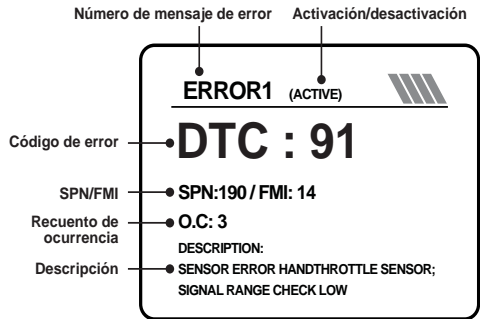 Número de mensaje de error
Activación/desactivación
ERROR1 (ACTIVE)
Código de error
DTC : 91
SPN/FMI
SPN:190 / FMI: 14
Recuento de
ocurrencia
O.C: 3
DESCRIPTION:
Descripción
SENSOR ERROR HANDTHROTTLE SENSOR;
SIGNAL RANGE CHECK LOW